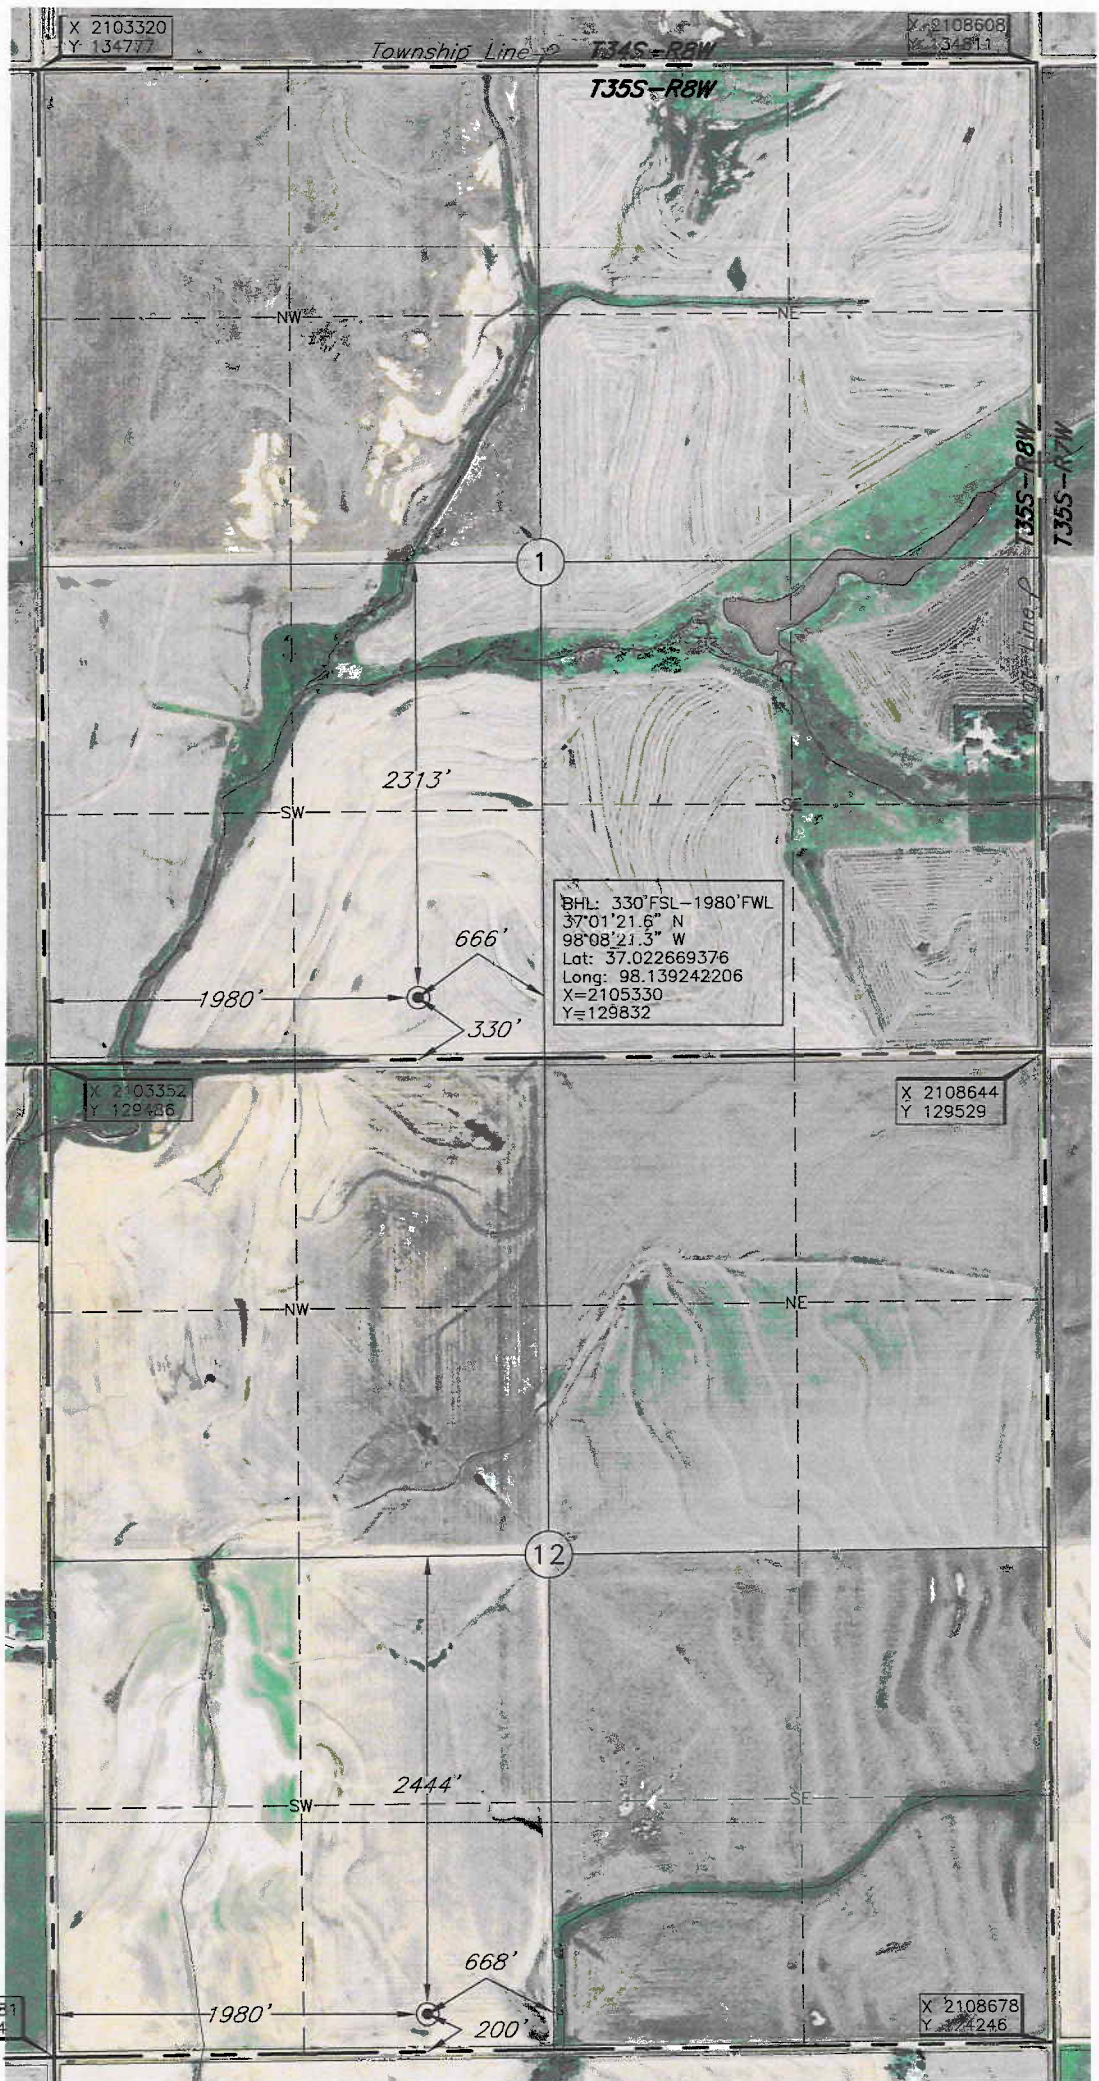 X 2103320
Y 134777
X 2108608
Y 134811
Township Line
T34S-R8W
T35S-R8W
NW
NE
T35S-R8W
T35S-R7W
1
2313'
SW
SE
BHL: 330'FSL-1980'FWL
37°01'21.6" N
98°08'21.3" W
Lat: 37.022669376
Long: 98.139242206
X=2105330
Y=129832
666'
1980'
330'
X 2103352
Y 129486
X 2108644
Y 129529
NW
NE
12
2444'
SW
SE
668'
1980'
200'
X 2108678
Y 124246